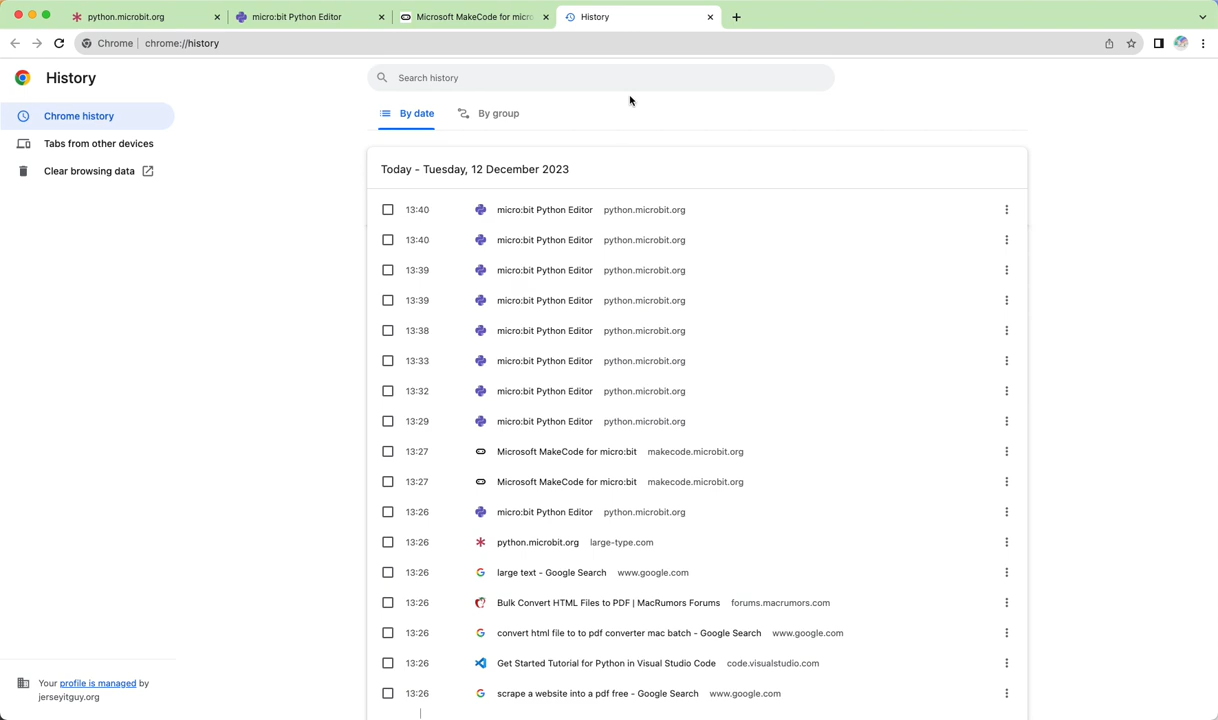 python.microbit.org
micro:bit Python Editor
Microsoft MakeCode for micro
History
Chrome
chrome://history
History
Search history
Chrome history
Tabs from other devices
Clear browsing data
By date
By group
Today - Tuesday, 12 December 2023
13:40 micro:bit Python Editor python.microbit.org
13:40 micro:bit Python Editor python.microbit.org
13:39 micro:bit Python Editor python.microbit.org
13:39 micro:bit Python Editor python.microbit.org
13:38 micro:bit Python Editor python.microbit.org
13:33 micro:bit Python Editor python.microbit.org
13:32 micro:bit Python Editor python.microbit.org
13:29 micro:bit Python Editor python.microbit.org
13:27 Microsoft MakeCode for micro:bit makecode.microbit.org
13:27 Microsoft MakeCode for micro:bit makecode.microbit.org
13:26 micro:bit Python Editor python.microbit.org
13:26 python.microbit.org large-type.com
13:26 large text - Google Search www.google.com
13:26 Bulk Convert HTML Files to PDF | MacRumors Forums forums.macrumors.com
13:26 convert html file to to pdf converter mac batch - Google Search www.google.com
13:26 Get Started Tutorial for Python in Visual Studio Code code.visualstudio.com
13:26 scrape a website into a pdf free - Google Search www.google.com
Your profile is managed by
jerseyitguy.org